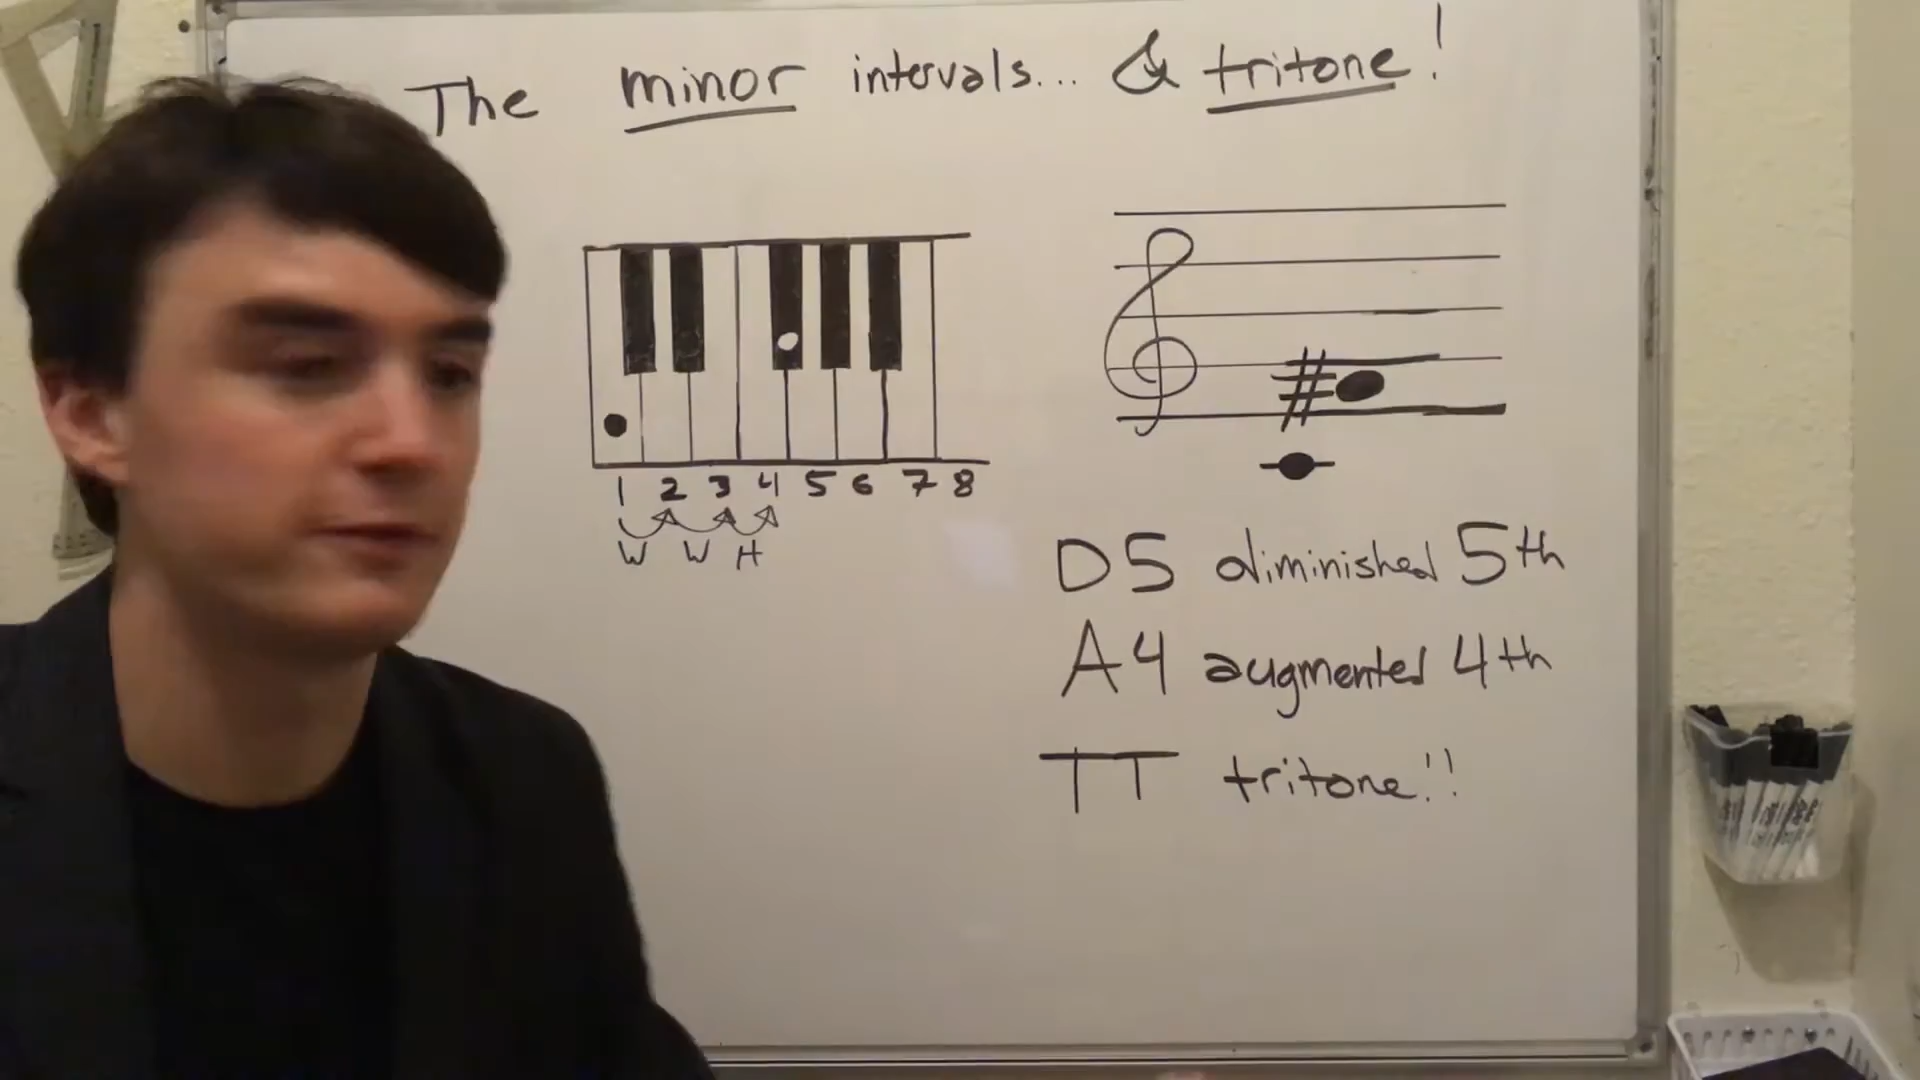 The minor intervals... & tritone!
1 2 3 4 5 6 7 8
W W H
D5 diminished 5th
A4 augmented 4th
TT tritone!!